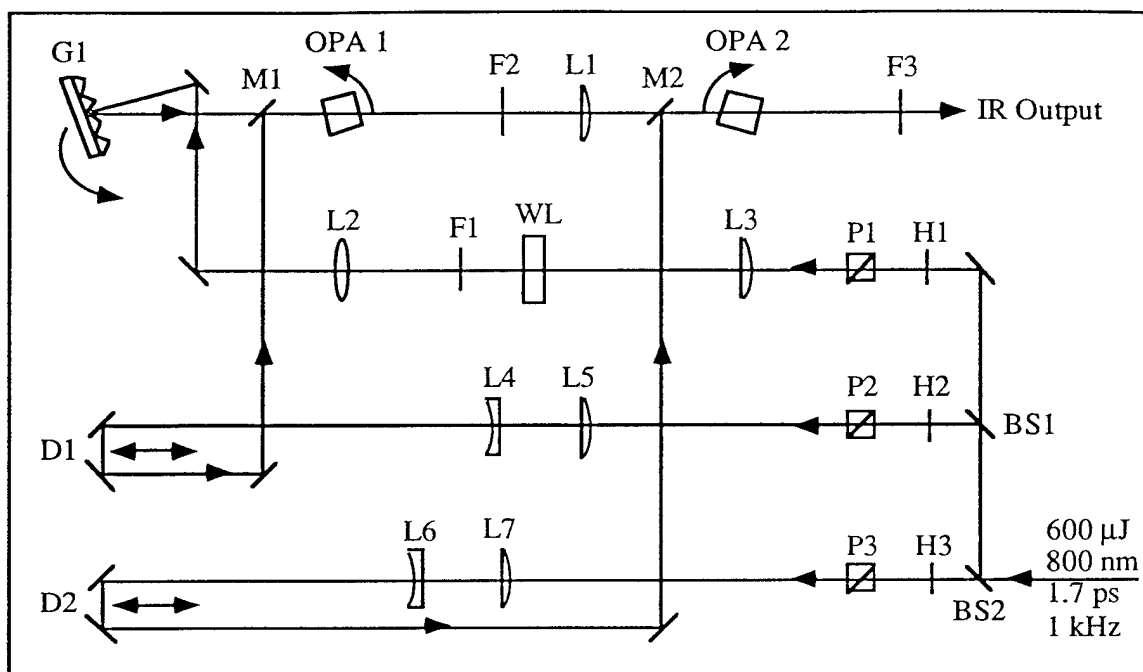 G1
M1
OPA 1
F2
L1
M2
OPA 2
F3
IR Output
L2
F1
WL
L3
P1
H1
D1
L4
L5
P2
H2
BS1
D2
L6
L7
P3
H3
BS2
600 μJ
800 nm
1.7 ps
1 kHz